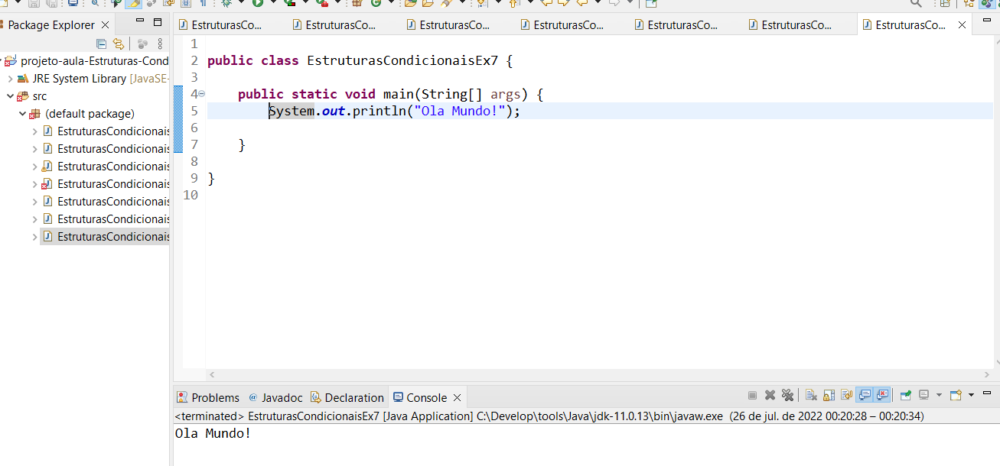 Package Explorer
EstruturasCo...
EstruturasCo...
EstruturasCo...
EstruturasCo...
EstruturasCo...
EstruturasCo...
EstruturasCo...
projeto-aula-Estruturas-Cond
JRE System Library [JavaSE-
src
(default package)
EstruturasCondicionais
EstruturasCondicionais
EstruturasCondicionais
EstruturasCondicionais
EstruturasCondicionais
EstruturasCondicionais
EstruturasCondicionais
1
2 public class EstruturasCondicionaisEx7 {
3
4 public static void main(String[] args) {
5 System.out.println("Ola Mundo!");
6
7 }
8
9 }
10
Problems @ Javadoc Declaration Console
<terminated> EstruturasCondicionaisEx7 [Java Application] C:\Develop\tools\Java\jdk-11.0.13\bin\javaw.exe (26 de jul. de 2022 00:20:28 – 00:20:34)
Ola Mundo!